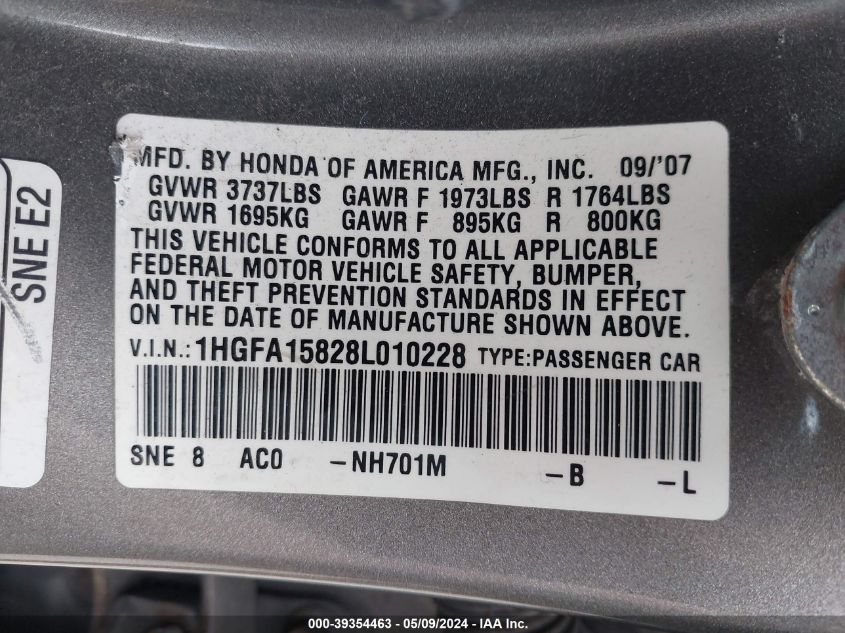 SNE E2
MFD. BY HONDA OF AMERICA MFG., INC. 09/'07
GVWR 3737LBS GAWR F 1973LBS R 1764LBS
GVWR 1695KG GAWR F 895KG R 800KG
THIS VEHICLE CONFORMS TO ALL APPLICABLE
FEDERAL MOTOR VEHICLE SAFETY, BUMPER,
AND THEFT PREVENTION STANDARDS IN EFFECT
ON THE DATE OF MANUFACTURE SHOWN ABOVE.
V.I.N.:1HGFA15828L010228 TYPE:PASSENGER CAR
SNE 8 AC0 -NH701M -B -L
000-39354463 - 05/09/2024 - IAA Inc.